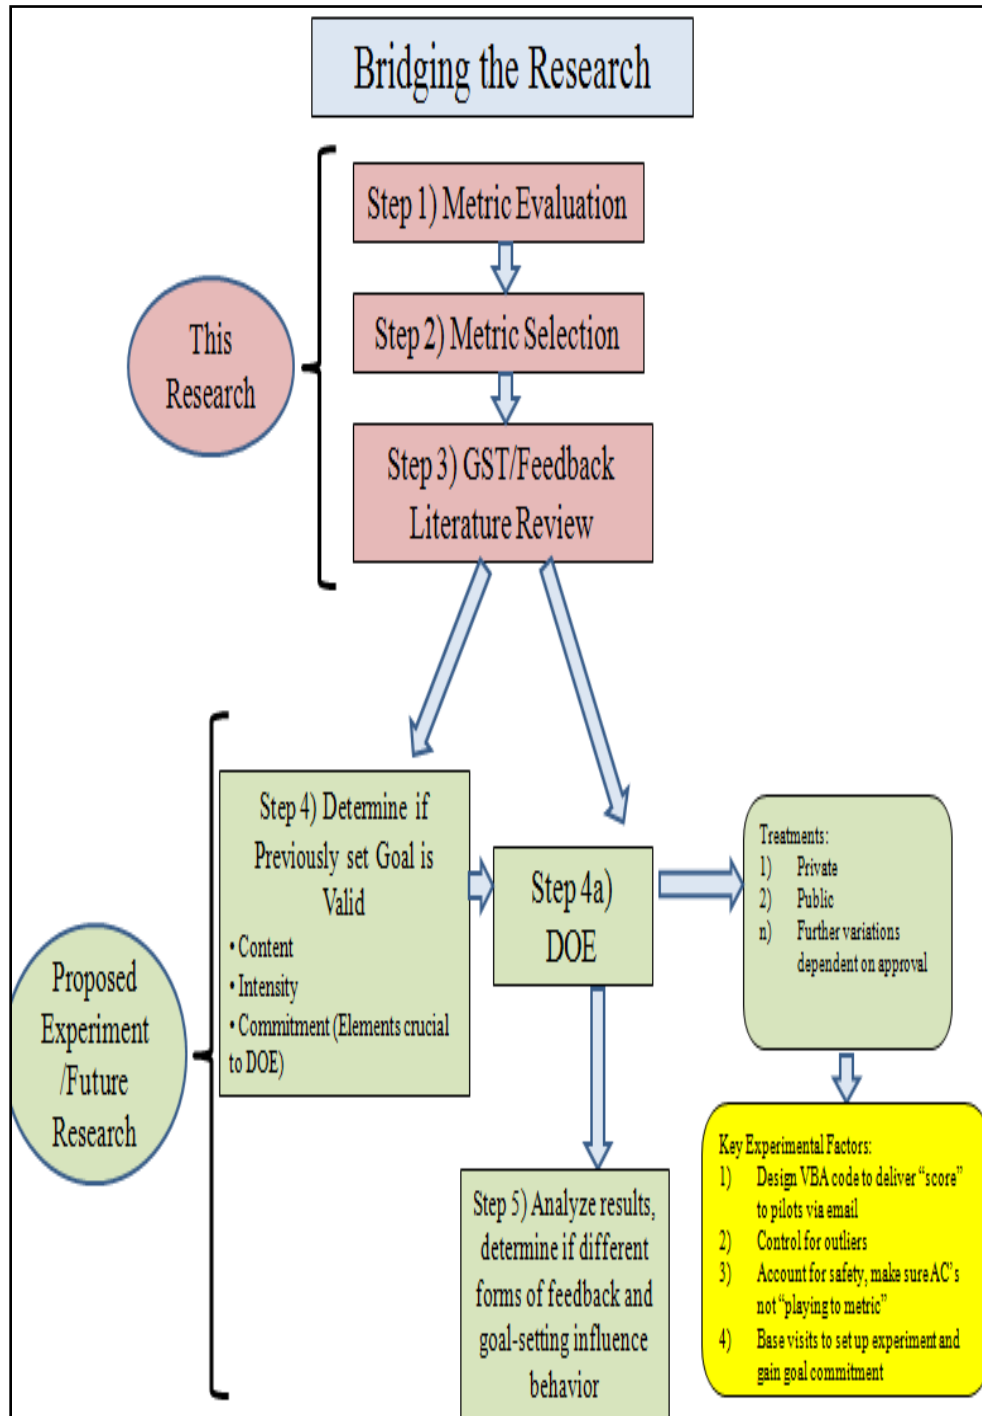 Bridging the Research
Step 1) Metric Evaluation
Step 2) Metric Selection
This
Research
Step 3) GST/Feedback
Literature Review
Step 4) Determine if
Previously set Goal is
Valid
• Content
• Intensity
• Commitment (Elements crucial
to DOE)
Step 4a)
DOE
Treatments:
1) Private
2) Public
n) Further variations
dependent on approval
Proposed
Experiment
/Future
Research
Key Experimental Factors:
1) Design VBA code to deliver “score”
to pilots via email
2) Control for outliers
3) Account for safety, make sure AC’s
not “playing to metric”
4) Base visits to set up experiment and
gain goal commitment
Step 5) Analyze results,
determine if different
forms of feedback and
goal-setting influence
behavior